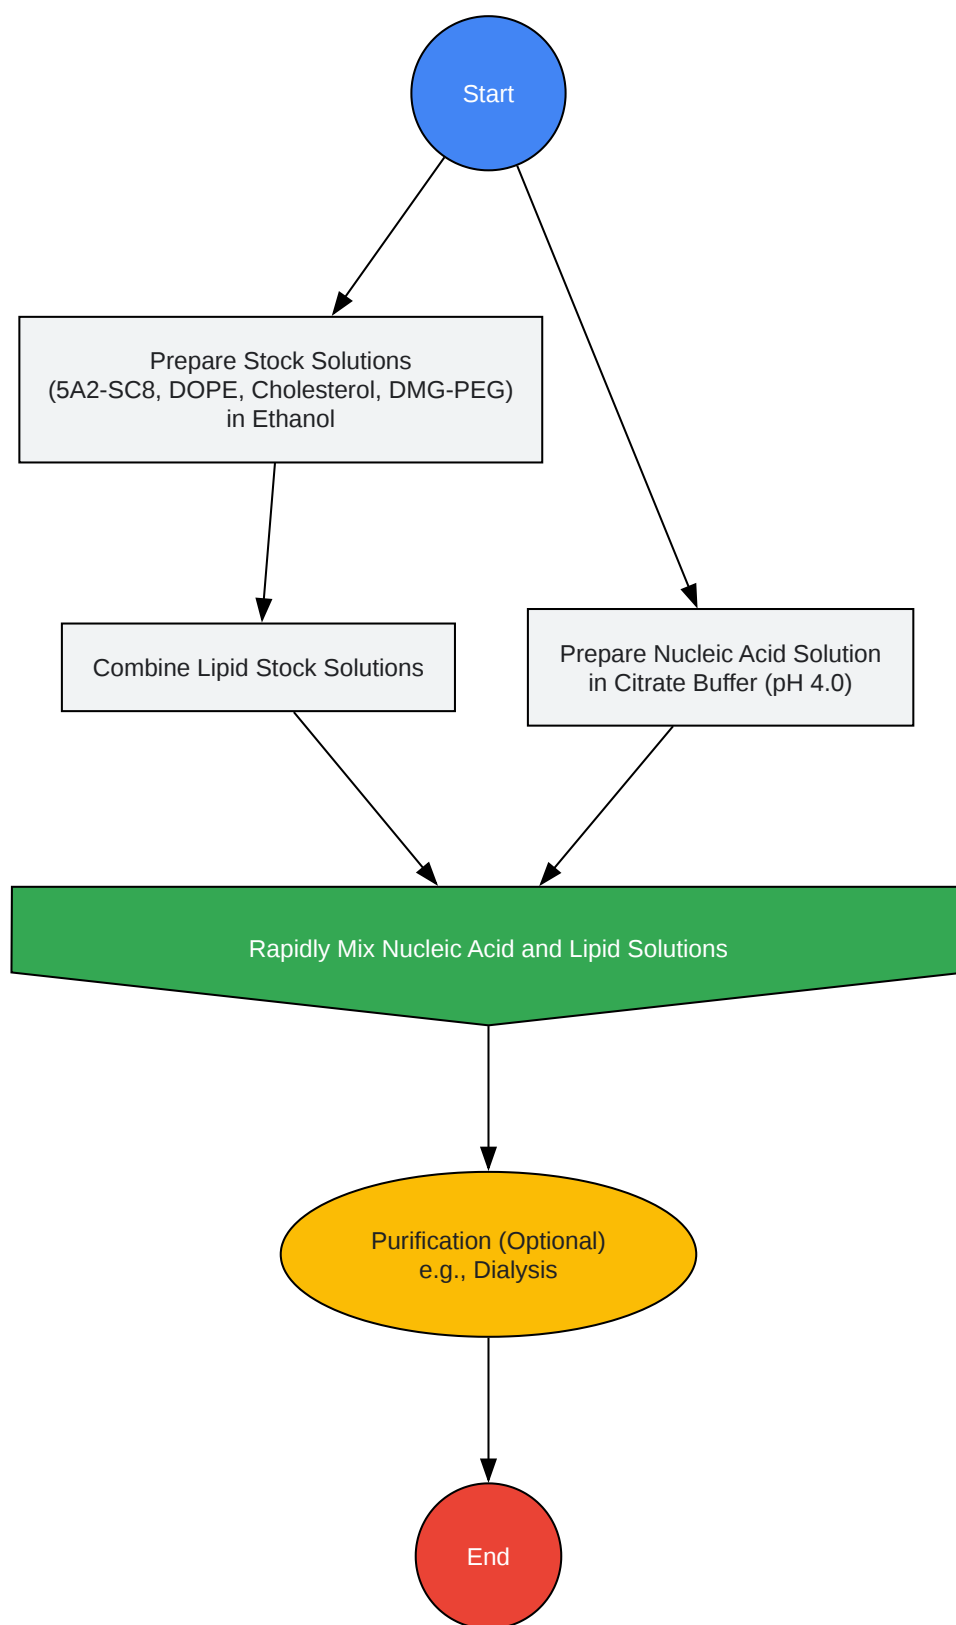 Start
Prepare Stock Solutions
(5A2-SC8, DOPE, Cholesterol, DMG-PEG)
in Ethanol
Combine Lipid Stock Solutions
Prepare Nucleic Acid Solution
in Citrate Buffer (pH 4.0)
Rapidly Mix Nucleic Acid and Lipid Solutions
Purification (Optional)
e.g., Dialysis
End